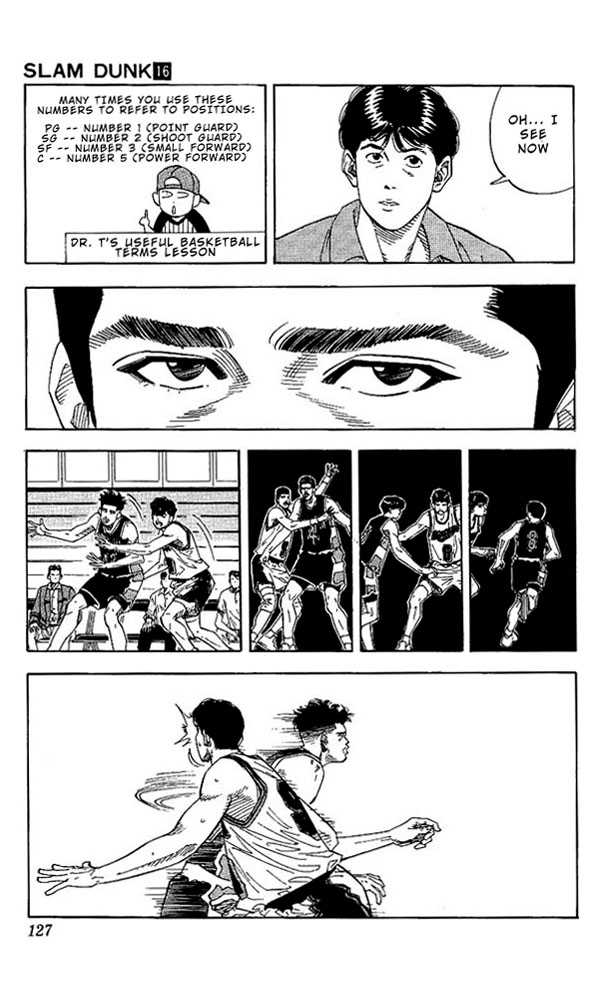 SLAM DUNK 16
MANY TIMES YOU USE THESE
NUMBERS TO REFER TO POSITIONS:
PG -- NUMBER 1 (POINT GUARD)
SG -- NUMBER 2 (SHOOT GUARD)
SF -- NUMBER 3 (SMALL FORWARD)
C -- NUMBER 5 (POWER FORWARD)
DR. T'S USEFUL BASKETBALL
TERMS LESSON
OH... I
SEE
NOW
127